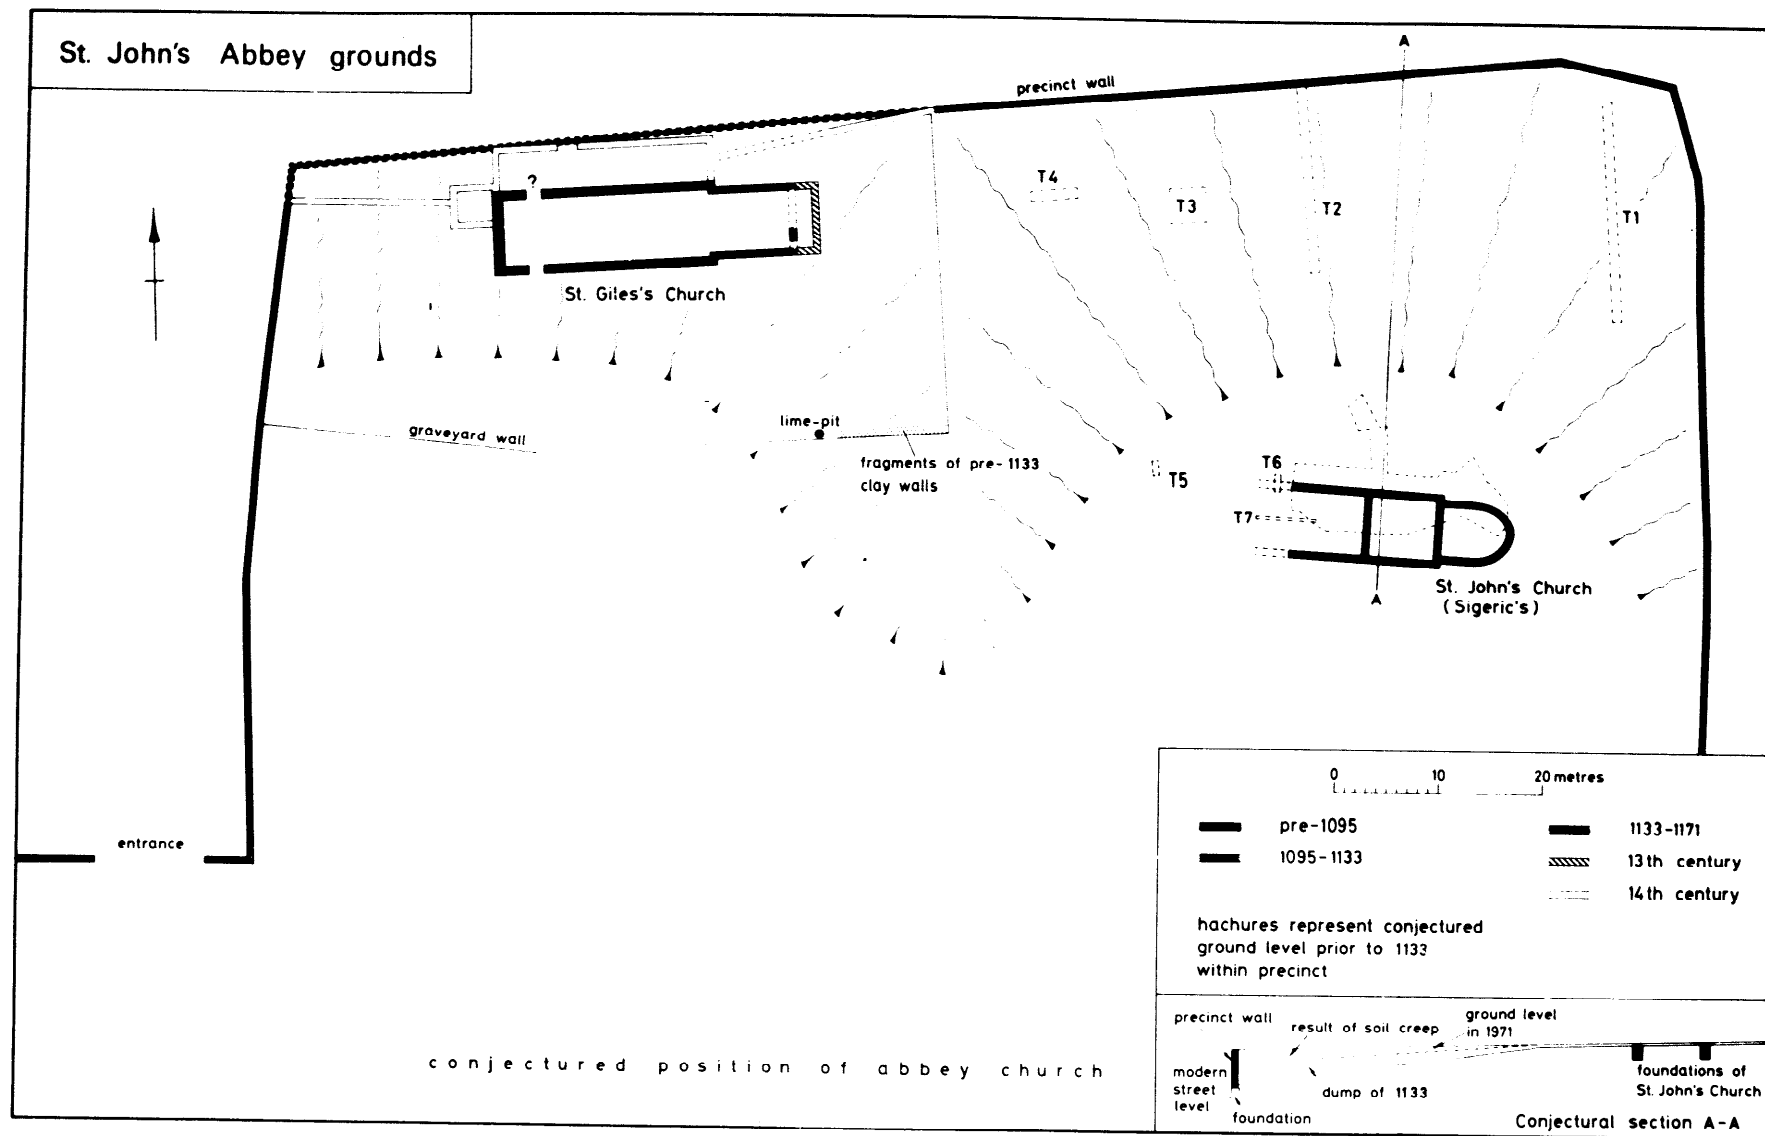 St. John's Abbey grounds
A
precinct wall
?
T4
T3
T2
T1
St. Giles's Church
graveyard wall
lime-pit
fragments of pre-1133
clay walls
T5
T6
T7
St. John's Church
(Sigeric's)
A
entrance
0 10 20 metres
pre-1095
1095-1133
1133-1171
13th century
14th century
hachures represent conjectured
ground level prior to 1133
within precinct
conjectured position of abbey church
precinct wall
result of soil creep
ground level
in 1971
modern
street
level
foundation
dump of 1133
foundations of
St. John's Church
Conjectural section A-A